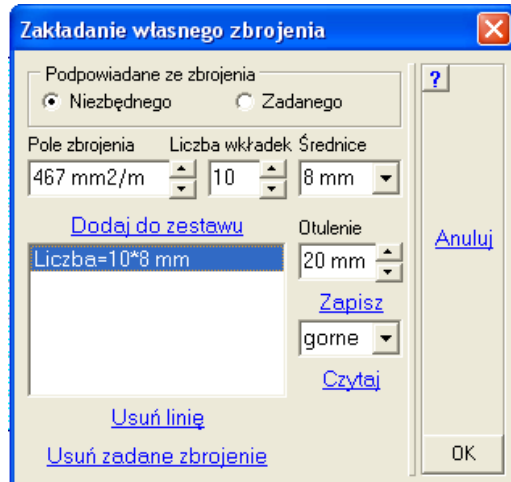 Zakładanie własnego zbrojenia
Podpowiadane ze zbrojenia
Niezbędnego Zadanego
?
Pole zbrojenia Liczba wkładek Średnice
467 mm2/m 10 8 mm
Dodaj do zestawu Otulenie
Anuluj
Liczba=10*8 mm 20 mm
Zapisz
gorne
Czytaj
Usuń linię
Usuń zadane zbrojenie OK